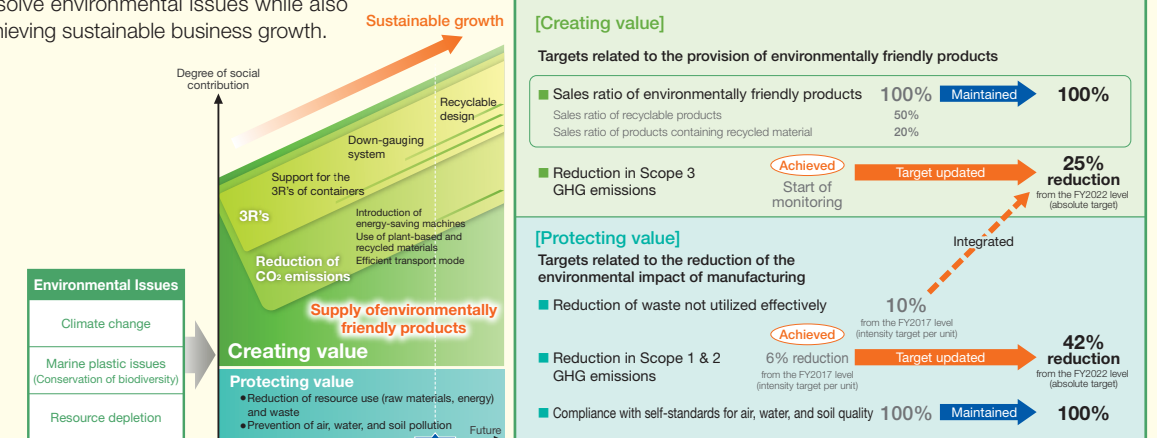 solve environmental issues while also
hieving sustainable business growth.
Sustainable growth
Degree of social
contribution
Recyclable
design
Down-gauging
system
Support for the
3R's of containers
3R's
Introduction of
energy-saving machines
Use of plant-based and
recycled materials
Efficient transport mode
Reduction of
CO2 emissions
Supply ofenvironmentally
friendly products
Creating value
Protecting value
●Reduction of resource use (raw materials, energy)
and waste
●Prevention of air, water, and soil pollution
Future
Environmental Issues
Climate change
Marine plastic issues
(Conservation of biodiversity)
Resource depletion
[Creating value]
Targets related to the provision of environmentally friendly products
■ Sales ratio of environmentally friendly products 100% Maintained 100%
Sales ratio of recyclable products 50%
Sales ratio of products containing recycled material 20%
■ Reduction in Scope 3
GHG emissions
Achieved
Start of
monitoring
Target updated
25%
reduction
from the FY2022 level
(absolute target)
Integrated
[Protecting value]
Targets related to the reduction of the
environmental impact of manufacturing
■ Reduction of waste not utilized effectively 10%
from the FY2017 level
(intensity target per unit)
■ Reduction in Scope 1 & 2
GHG emissions
Achieved
6% reduction
from the FY2017 level
(intensity target per unit)
Target updated
42%
reduction
from the FY2022 level
(absolute target)
■ Compliance with self-standards for air, water, and soil quality 100% Maintained 100%